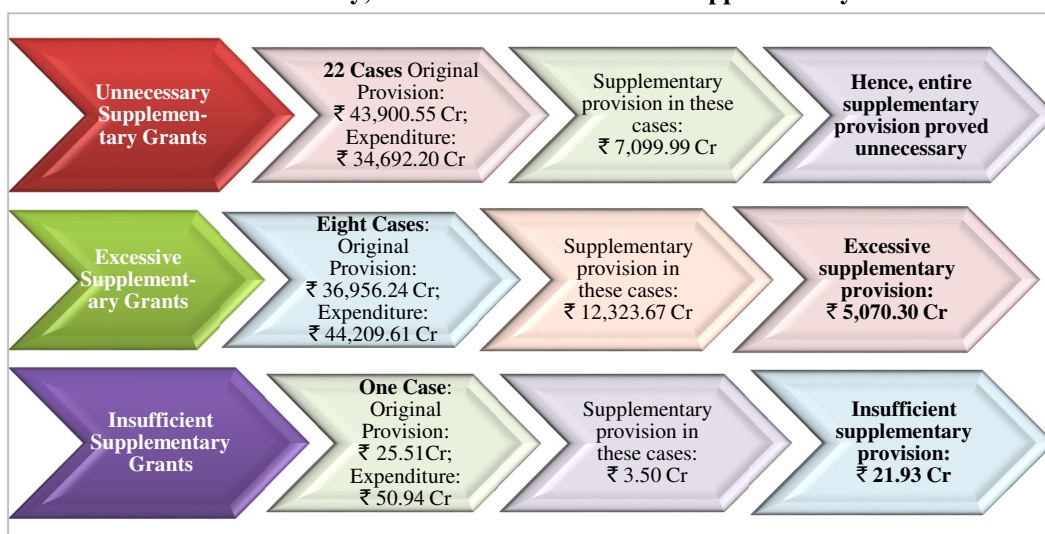 Unnecessary
Supplemen-
tary Grants
22 Cases Original
Provision:
₹ 43,900.55 Cr;
Expenditure:
₹ 34,692.20 Cr
Supplementary
provision in these
cases:
₹ 7,099.99 Cr
Hence, entire
supplementary
provision proved
unnecessary
Excessive
Supplement-
ary Grants
Eight Cases:
Original
Provision:
₹ 36,956.24 Cr;
Expenditure:
₹ 44,209.61 Cr
Supplementary
provision in
these cases:
₹ 12,323.67 Cr
Excessive
supplementary
provision:
₹ 5,070.30 Cr
Insufficient
Supplementary
Grants
One Case:
Original
Provision:
₹ 25.51Cr;
Expenditure:
₹ 50.94 Cr
Supplementary
provision in
these cases:
₹ 3.50 Cr
Insufficient
supplementary
provision:
₹ 21.93 Cr